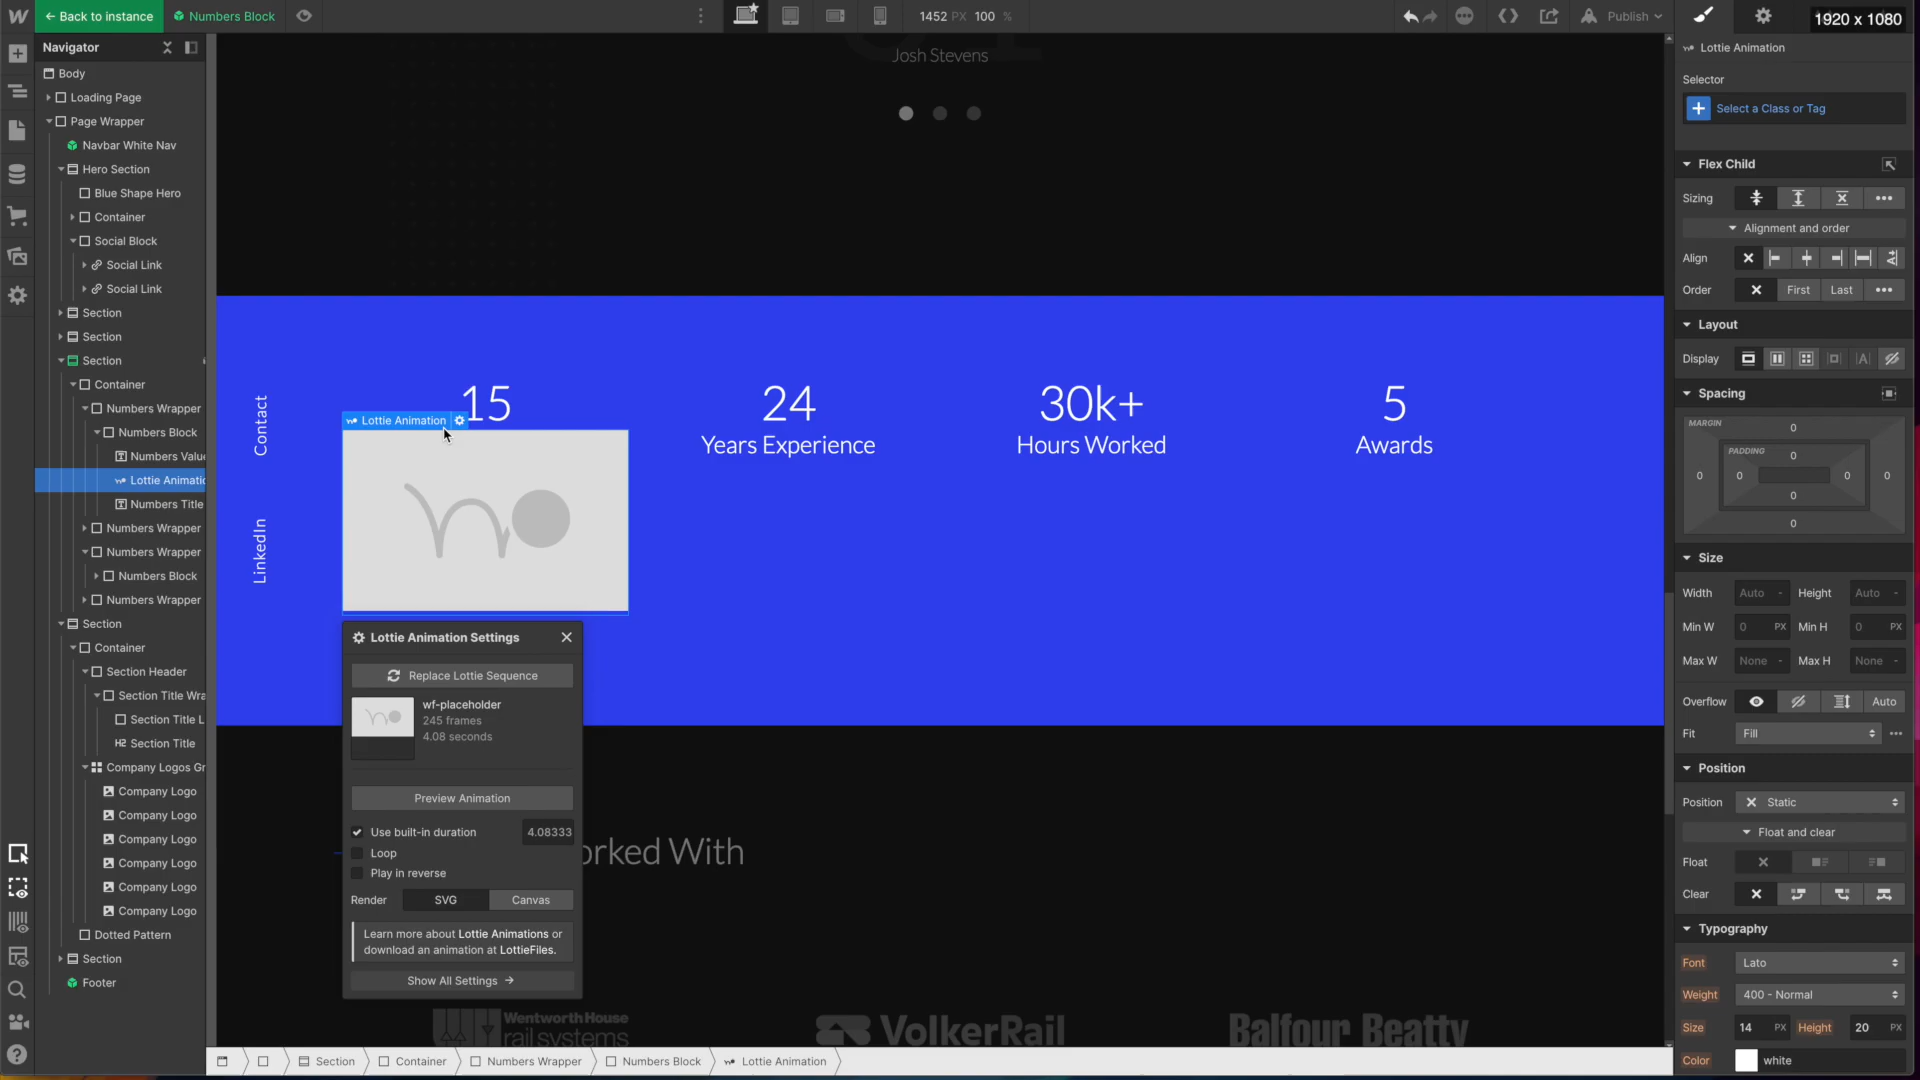 Back to instance
Numbers Block
1452 PX 100 %
Publish
1920 x 1080
Navigator
Body
Loading Page
Page Wrapper
Navbar White Nav
Hero Section
Blue Shape Hero
Container
Social Block
Social Link
Social Link
Section
Section
Section
Container
Numbers Wrapper
Numbers Block
Numbers Valu
Lottie Animatio
Numbers Title
Numbers Wrapper
Numbers Wrapper
Numbers Block
Numbers Wrapper
Section
Container
Section Header
Section Title Wra
Section Title L
H2 Section Title
Company Logos Gr
Company Logo
Company Logo
Company Logo
Company Logo
Company Logo
Company Logo
Dotted Pattern
Section
Footer
Josh Stevens
Contact
LinkedIn
15
Lottie Animation
24
Years Experience
30k+
Hours Worked
5
Awards
Lottie Animation Settings
Replace Lottie Sequence
wf-placeholder
245 frames
4.08 seconds
Preview Animation
Use built-in duration 4.08333
Loop
Play in reverse
Render SVG Canvas
Learn more about Lottie Animations or
download an animation at LottieFiles.
Show All Settings
orked With
Wentworth House
rail systems
VolkerRail
Balfour Beatty
Section Container Numbers Wrapper Numbers Block Lottie Animation
Lottie Animation
Selector
Select a Class or Tag
Flex Child
Sizing
Alignment and order
Align
Order First Last
Layout
Display
Spacing
MARGIN
0
PADDING
0
0 0 0 0
0
0
Size
Width Auto - Height Auto -
Min W 0 PX Min H 0 PX
Max W None - Max H None -
Overflow Auto
Fit Fill
Position
Position Static
Float and clear
Float
Clear
Typography
Font Lato
Weight 400 - Normal
Size 14 PX Height 20 PX
Color white